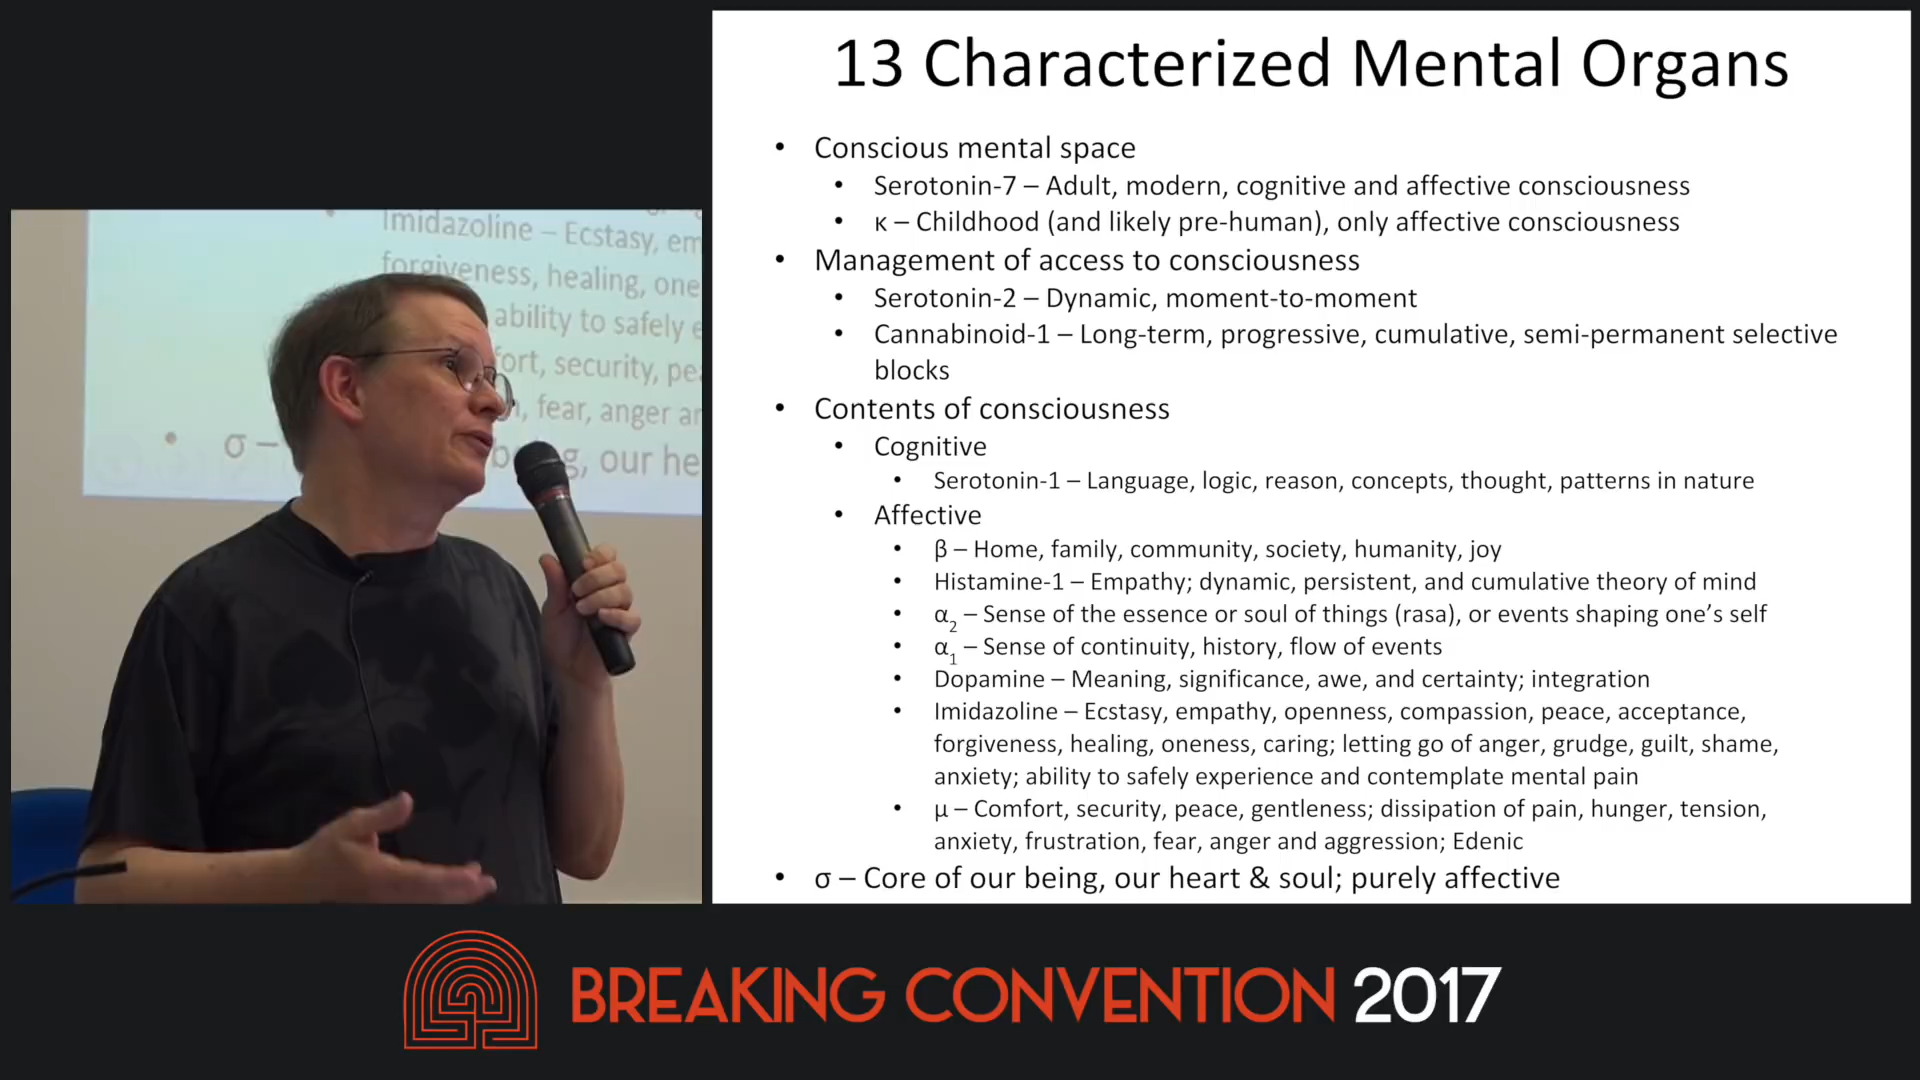 13 Characterized Mental Organs
• Conscious mental space
• Serotonin-7 – Adult, modern, cognitive and affective consciousness
• κ – Childhood (and likely pre-human), only affective consciousness
• Management of access to consciousness
• Serotonin-2 – Dynamic, moment-to-moment
• Cannabinoid-1 – Long-term, progressive, cumulative, semi-permanent selective
blocks
• Contents of consciousness
• Cognitive
• Serotonin-1 – Language, logic, reason, concepts, thought, patterns in nature
• Affective
• β – Home, family, community, society, humanity, joy
• Histamine-1 – Empathy; dynamic, persistent, and cumulative theory of mind
• α₂ – Sense of the essence or soul of things (rasa), or events shaping one’s self
• α₁ – Sense of continuity, history, flow of events
• Dopamine – Meaning, significance, awe, and certainty; integration
• Imidazoline – Ecstasy, empathy, openness, compassion, peace, acceptance,
forgiveness, healing, oneness, caring; letting go of anger, grudge, guilt, shame,
anxiety; ability to safely experience and contemplate mental pain
• μ – Comfort, security, peace, gentleness; dissipation of pain, hunger, tension,
anxiety, frustration, fear, anger and aggression; Edenic
• σ – Core of our being, our heart & soul; purely affective
Imidazoline – Ecstasy, em
forgiveness, healing, one
ability to safely e
fort, security, pe
, fear, anger ar
• σ –
g, our he
BREAKING CONVENTION 2017